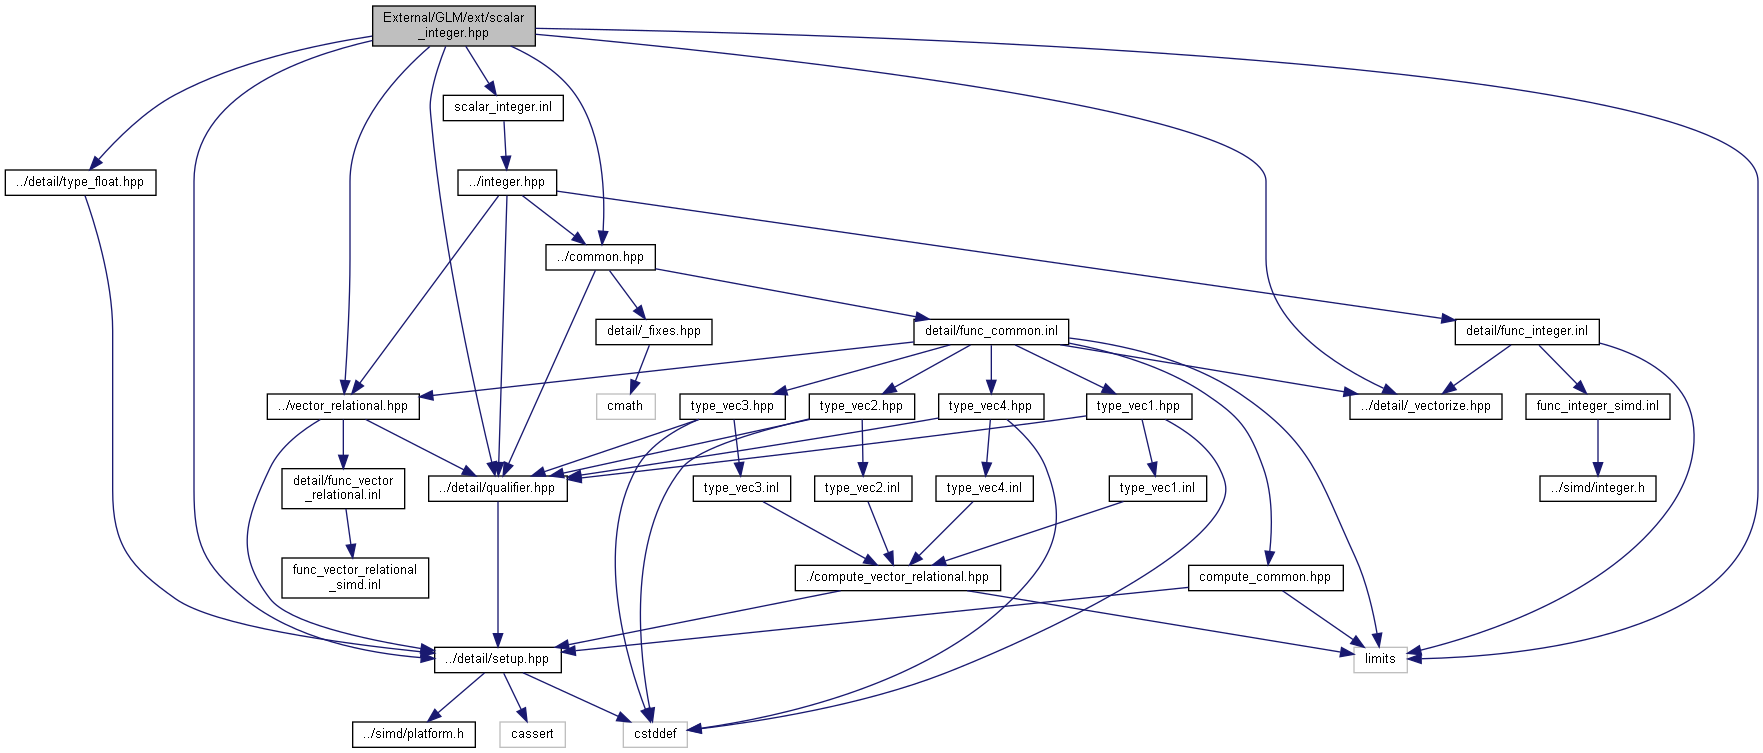 External/GLM/ext/scalar
_integer.hpp
scalar_integer.inl
../detail/type_float.hpp
../integer.hpp
../common.hpp
detail/_fixes.hpp
detail/func_common.inl
detail/func_integer.inl
../vector_relational.hpp
cmath
type_vec3.hpp
type_vec2.hpp
type_vec4.hpp
type_vec1.hpp
../detail/_vectorize.hpp
func_integer_simd.inl
detail/func_vector
_relational.inl
../detail/qualifier.hpp
type_vec3.inl
type_vec2.inl
type_vec4.inl
type_vec1.inl
../simd/integer.h
func_vector_relational
_simd.inl
./compute_vector_relational.hpp
compute_common.hpp
../detail/setup.hpp
limits
../simd/platform.h
cassert
cstddef